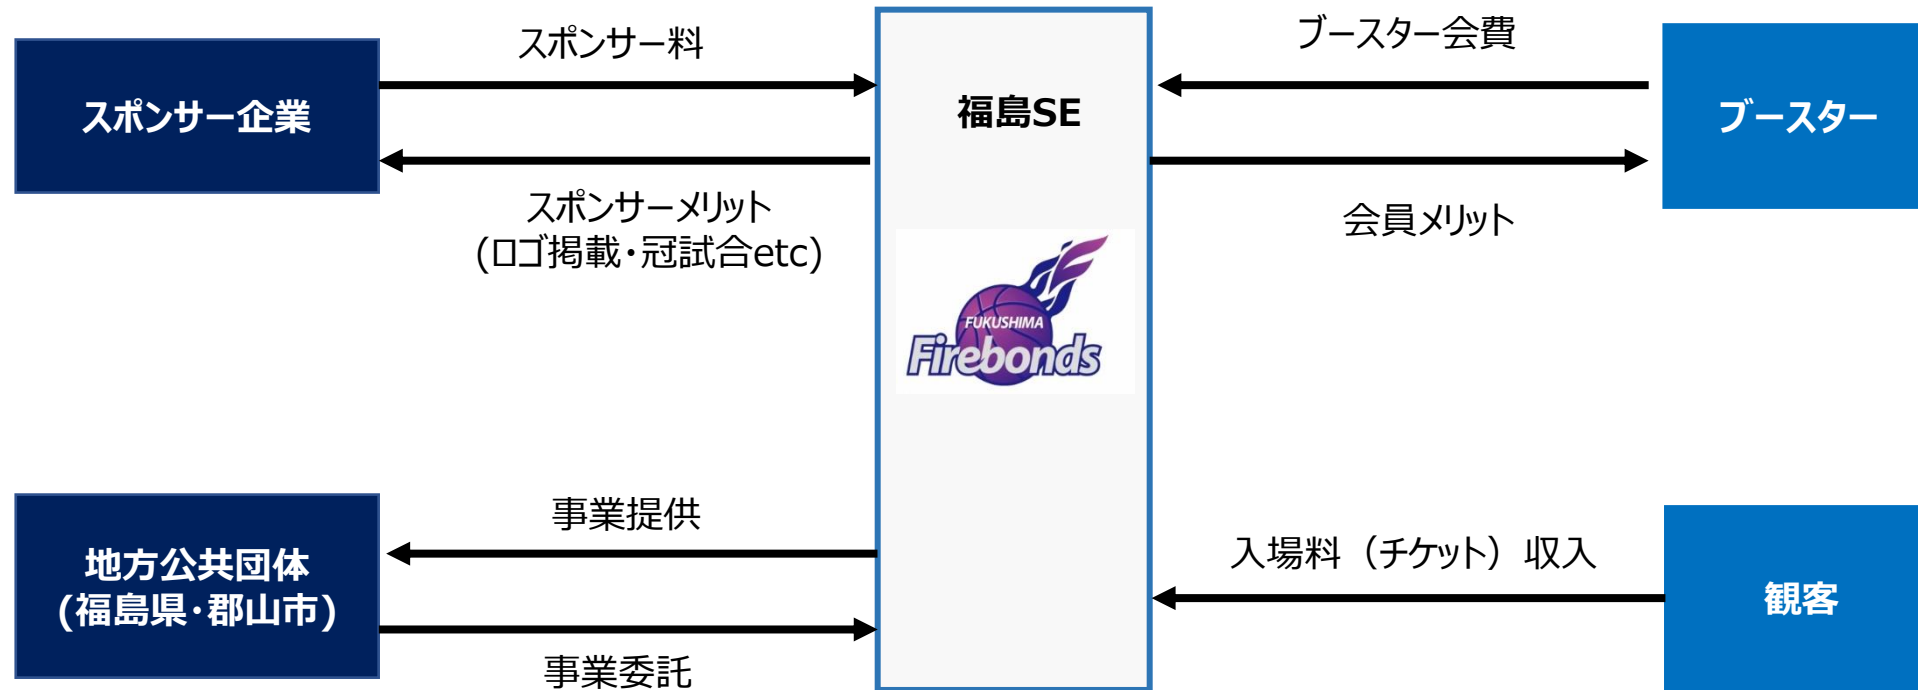 スポンサー料
ブースター会費
スポンサー企業
福島SE
ブースター
スポンサーメリット
(ロゴ掲載・冠試合etc)
会員メリット
FUKUSHIMA
Firebonds
事業提供
入場料（チケット）収入
地方公共団体
(福島県・郡山市)
観客
事業委託